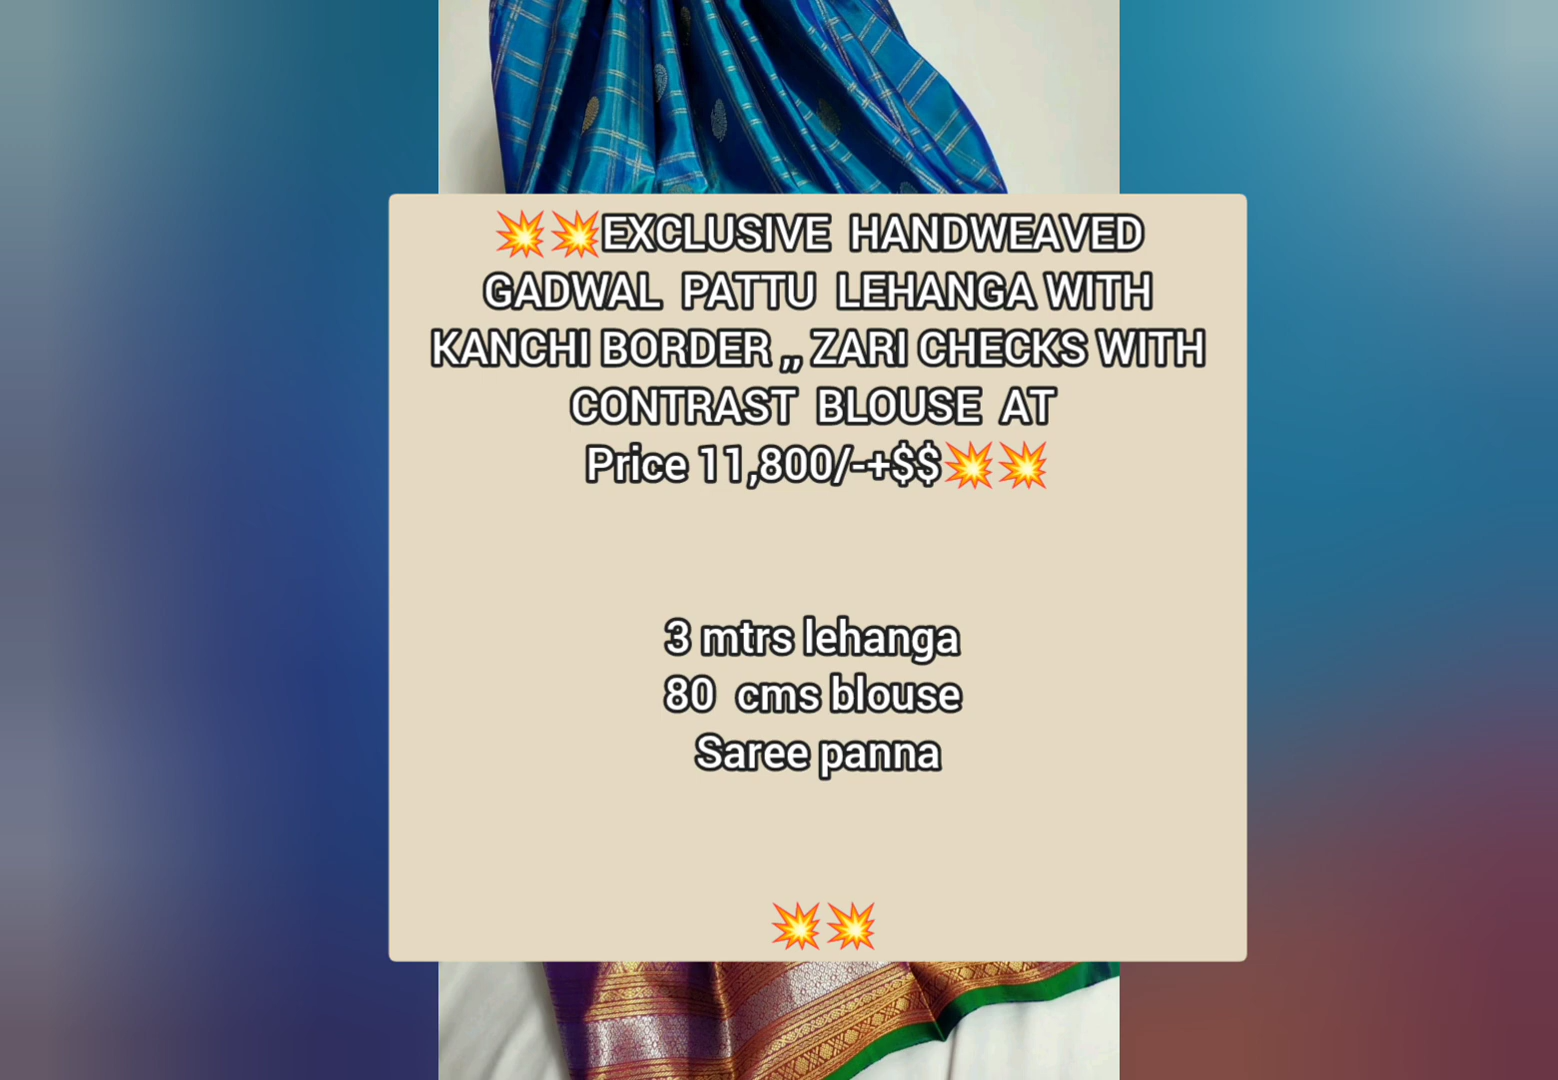 💥💥EXCLUSIVE HANDWEAVED
GADWAL PATTU LEHANGA WITH
KANCHI BORDER ,, ZARI CHECKS WITH
CONTRAST BLOUSE AT
Price 11,800/-+$$💥💥
3 mtrs lehanga
80 cms blouse
Saree panna
💥💥